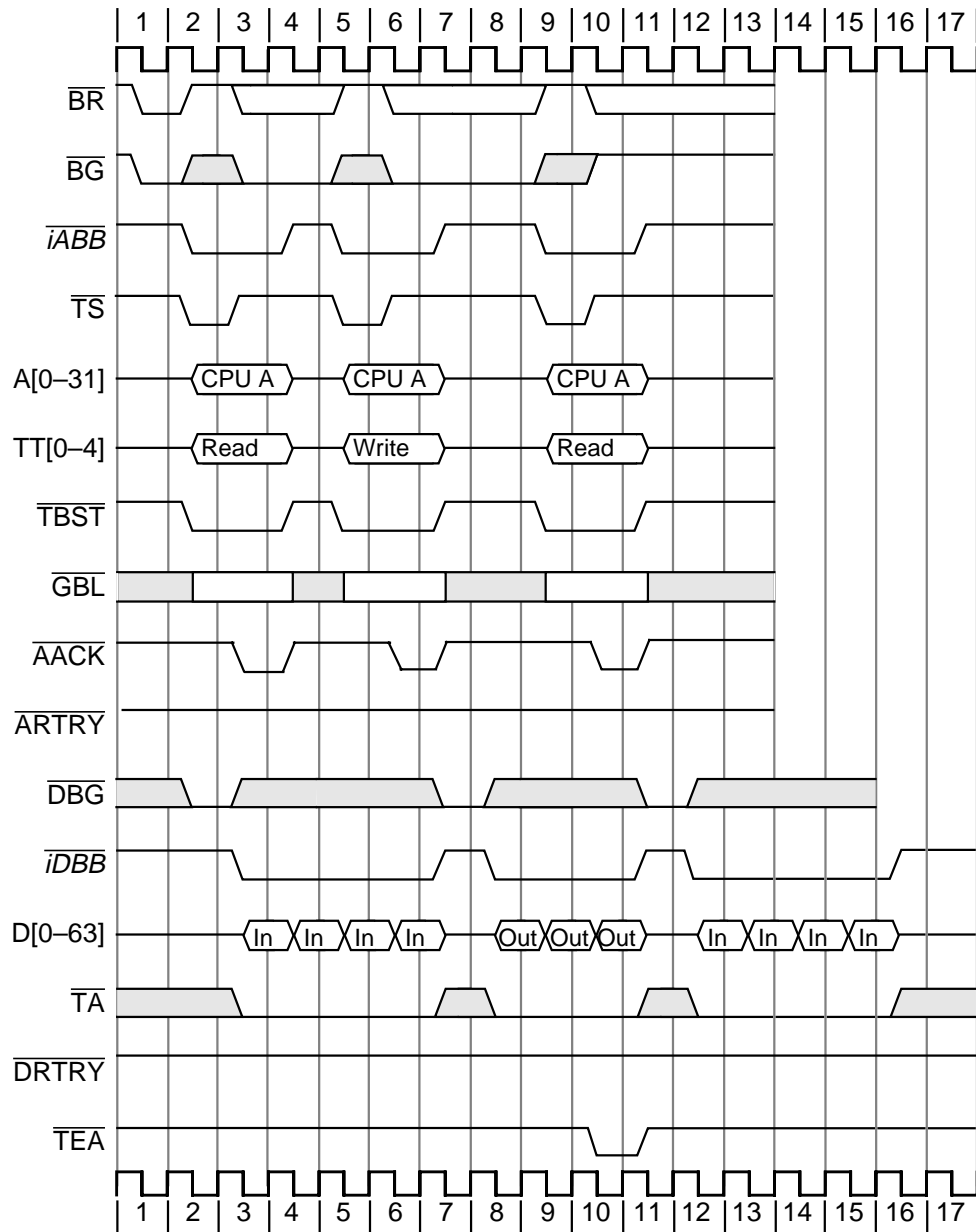 1 2 3 4 5 6 7 8 9 10 11 12 13 14 15 16 17
BR
BG
iABB
TS
A[0–31] CPU A CPU A CPU A
TT[0–4] Read Write Read
TBST
GBL
AACK
ARTRY
DBG
iDBB
D[0–63] In In In In Out Out Out In In In In
TA
DRTRY
TEA
1 2 3 4 5 6 7 8 9 10 11 12 13 14 15 16 17